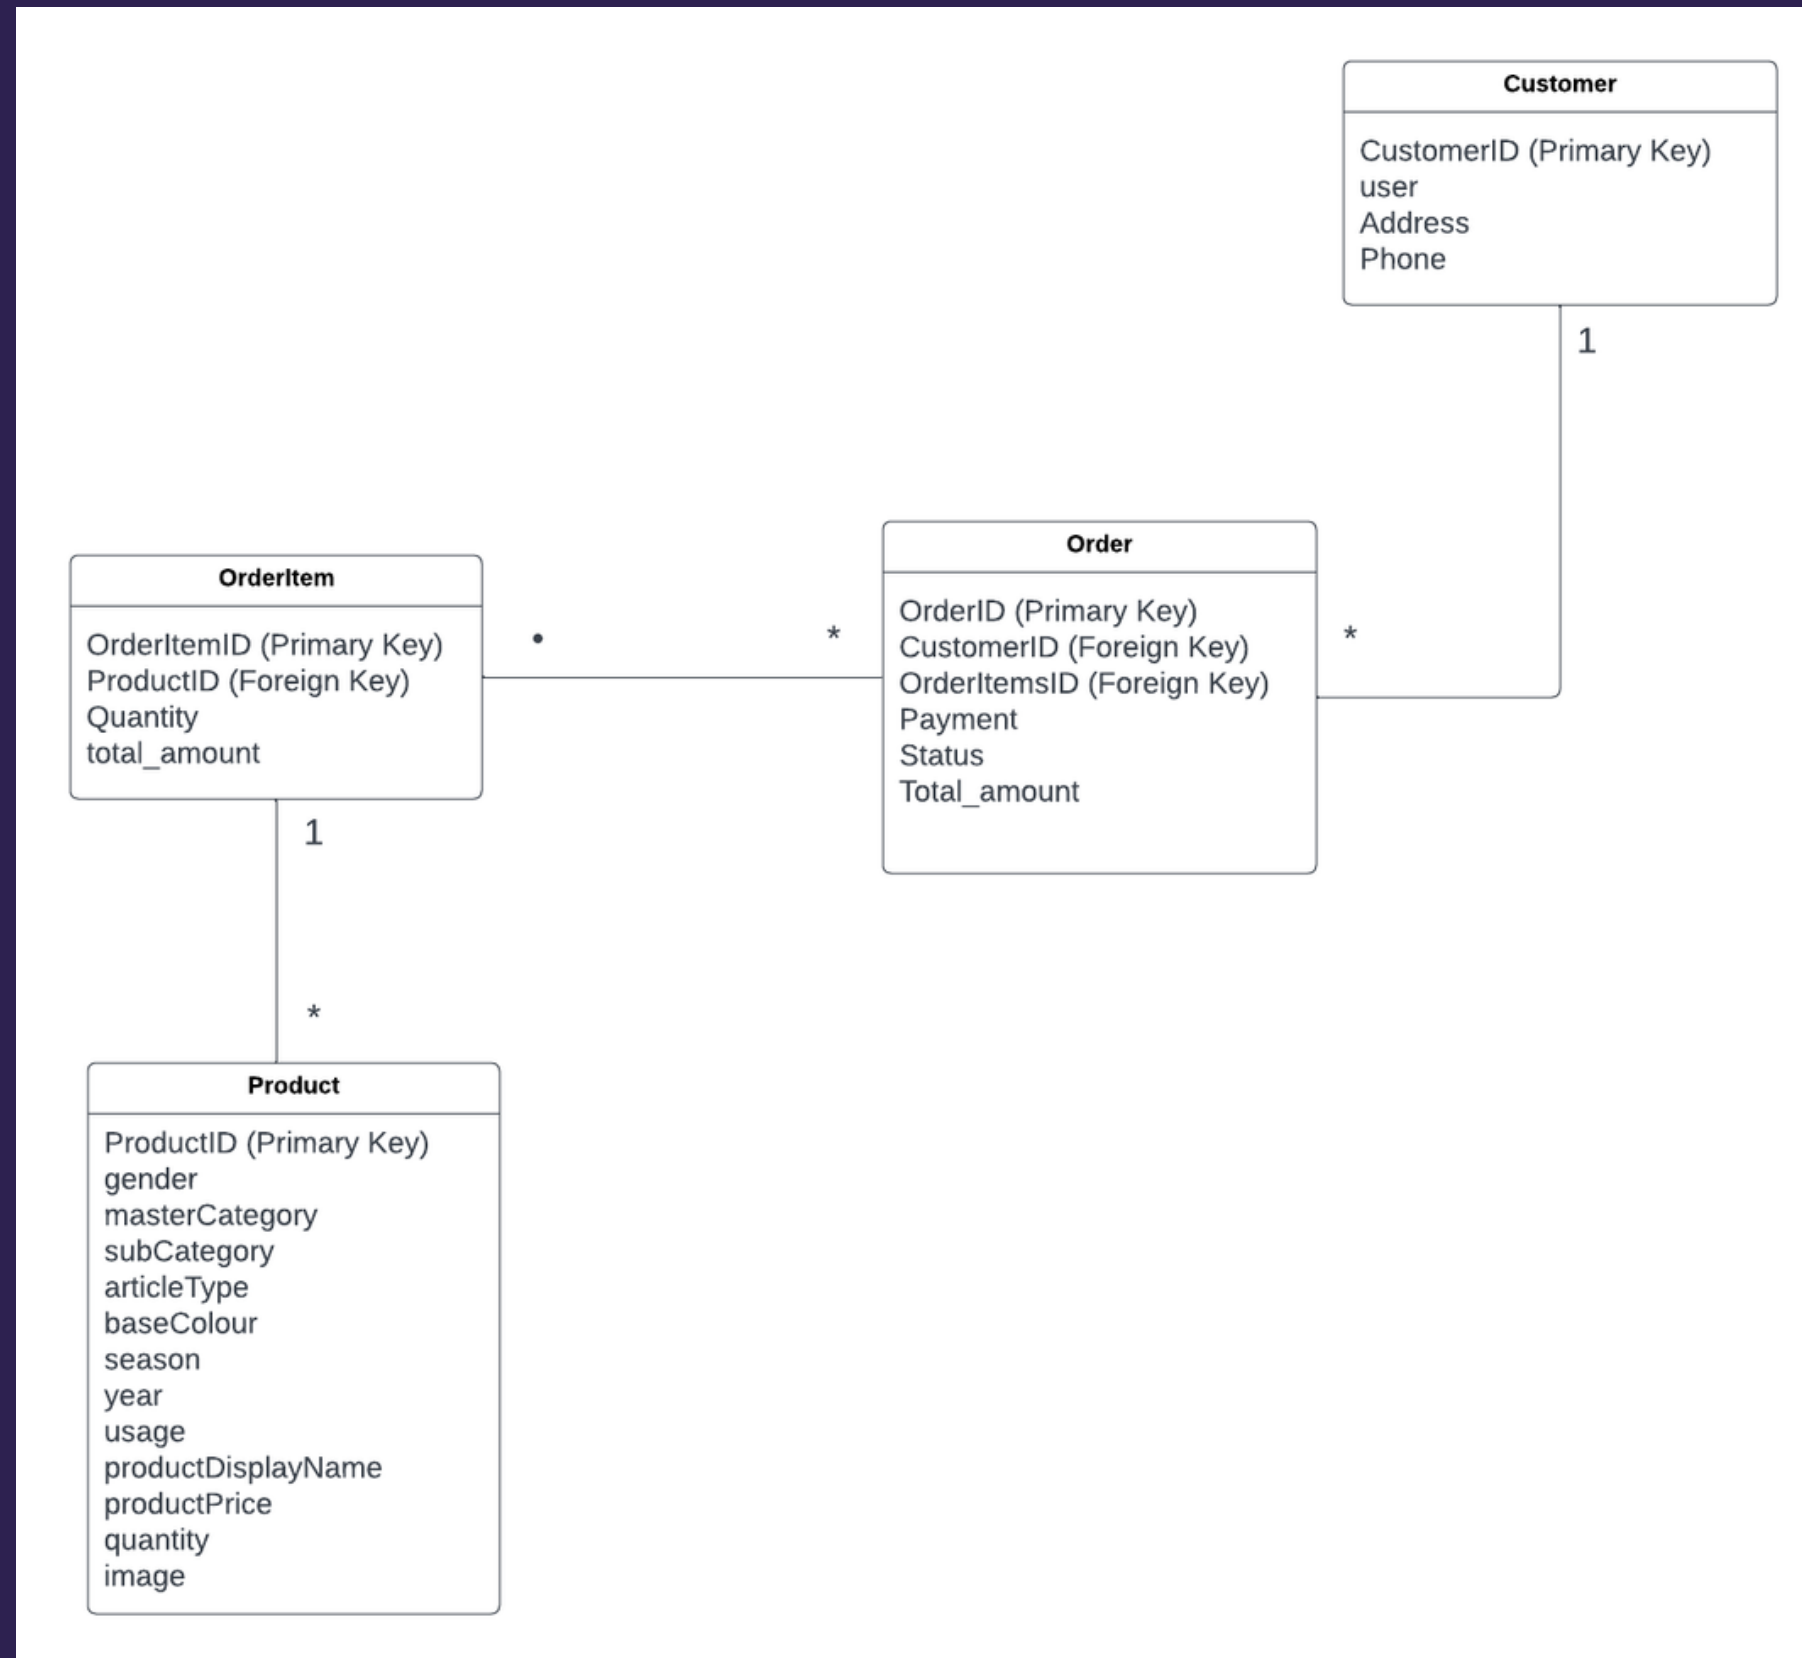 Customer
CustomerID (Primary Key)
user
Address
Phone
1
Order
OrderID (Primary Key)
CustomerID (Foreign Key)
OrderItemsID (Foreign Key)
Payment
Status
Total_amount
*
*
•
OrderItem
OrderItemID (Primary Key)
ProductID (Foreign Key)
Quantity
total_amount
1
*
Product
ProductID (Primary Key)
gender
masterCategory
subCategory
articleType
baseColour
season
year
usage
productDisplayName
productPrice
quantity
image